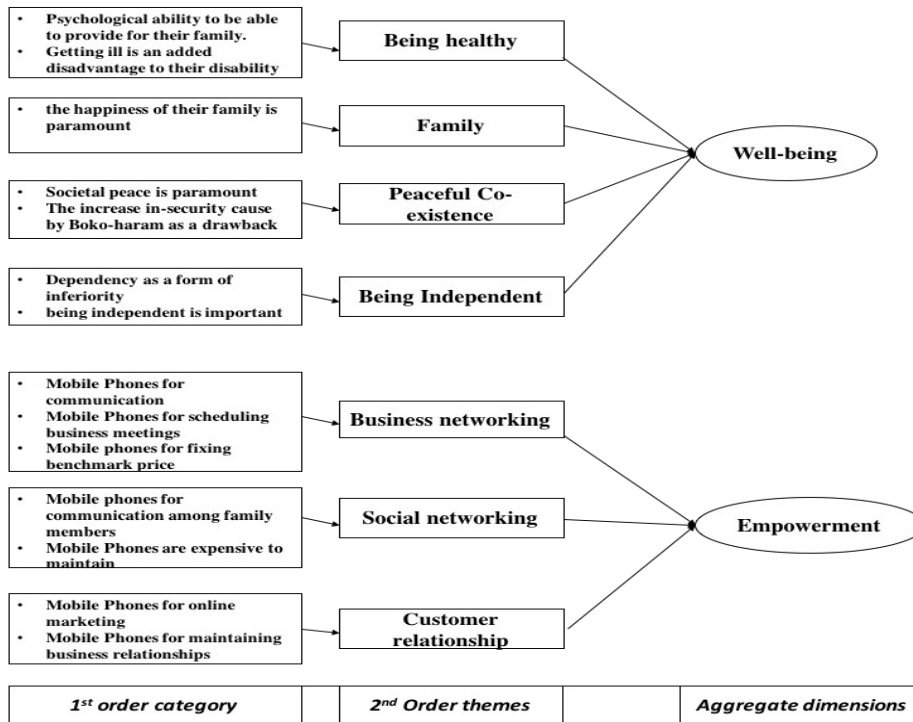 • Psychological ability to be able
to provide for their family.
• Getting ill is an added
disadvantage to their disability
Being healthy
• the happiness of their family is
paramount
Family
• Societal peace is paramount
• The increase in-security cause
by Boko-haram as a drawback
Peaceful Co-
existence
• Dependency as a form of
inferiority
• being independent is important
Being Independent
Well-being
• Mobile Phones for
communication
• Mobile Phones for scheduling
business meetings
• Mobile phones for fixing
benchmark price
Business networking
• Mobile phones for
communication among family
members
• Mobile Phones are expensive to
maintain
Social networking
• Mobile Phones for online
marketing
• Mobile Phones for maintaining
business relationships
Customer
relationship
Empowerment
1st order category
2nd Order themes
Aggregate dimensions